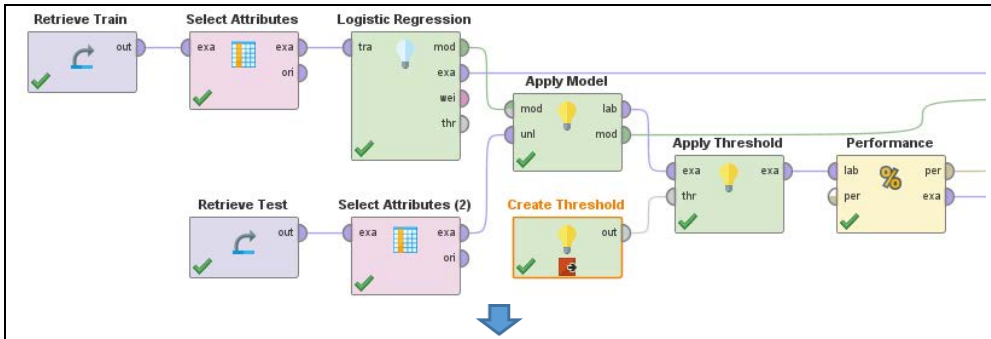 Retrieve Train
out
Select Attributes
exa exa
ori
Logistic Regression
tra mod
exa
wei
thr
Apply Model
mod lab
unl mod
Apply Threshold
exa exa
thr
Performance
lab per
per exa
%
Retrieve Test
out
Select Attributes (2)
exa exa
ori
Create Threshold
out